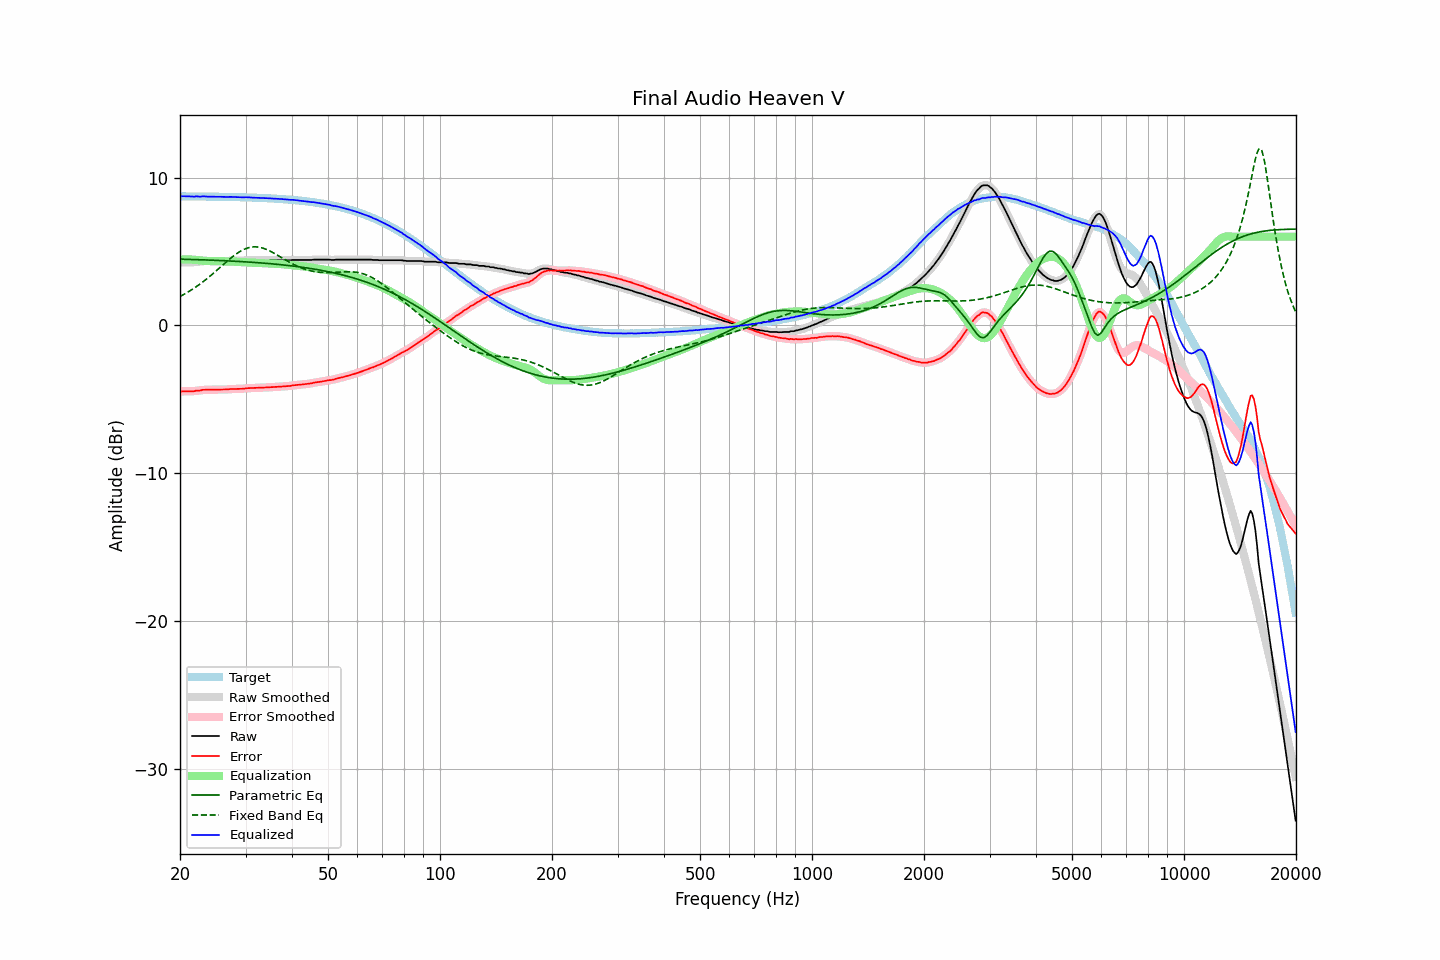 Final Audio Heaven V
Amplitude (dBr)
10
0
−10
−20
−30
Target
Raw Smoothed
Error Smoothed
Raw
Error
Equalization
Parametric Eq
Fixed Band Eq
Equalized
20 50 100 200 500 1000 2000 5000 10000 20000
Frequency (Hz)